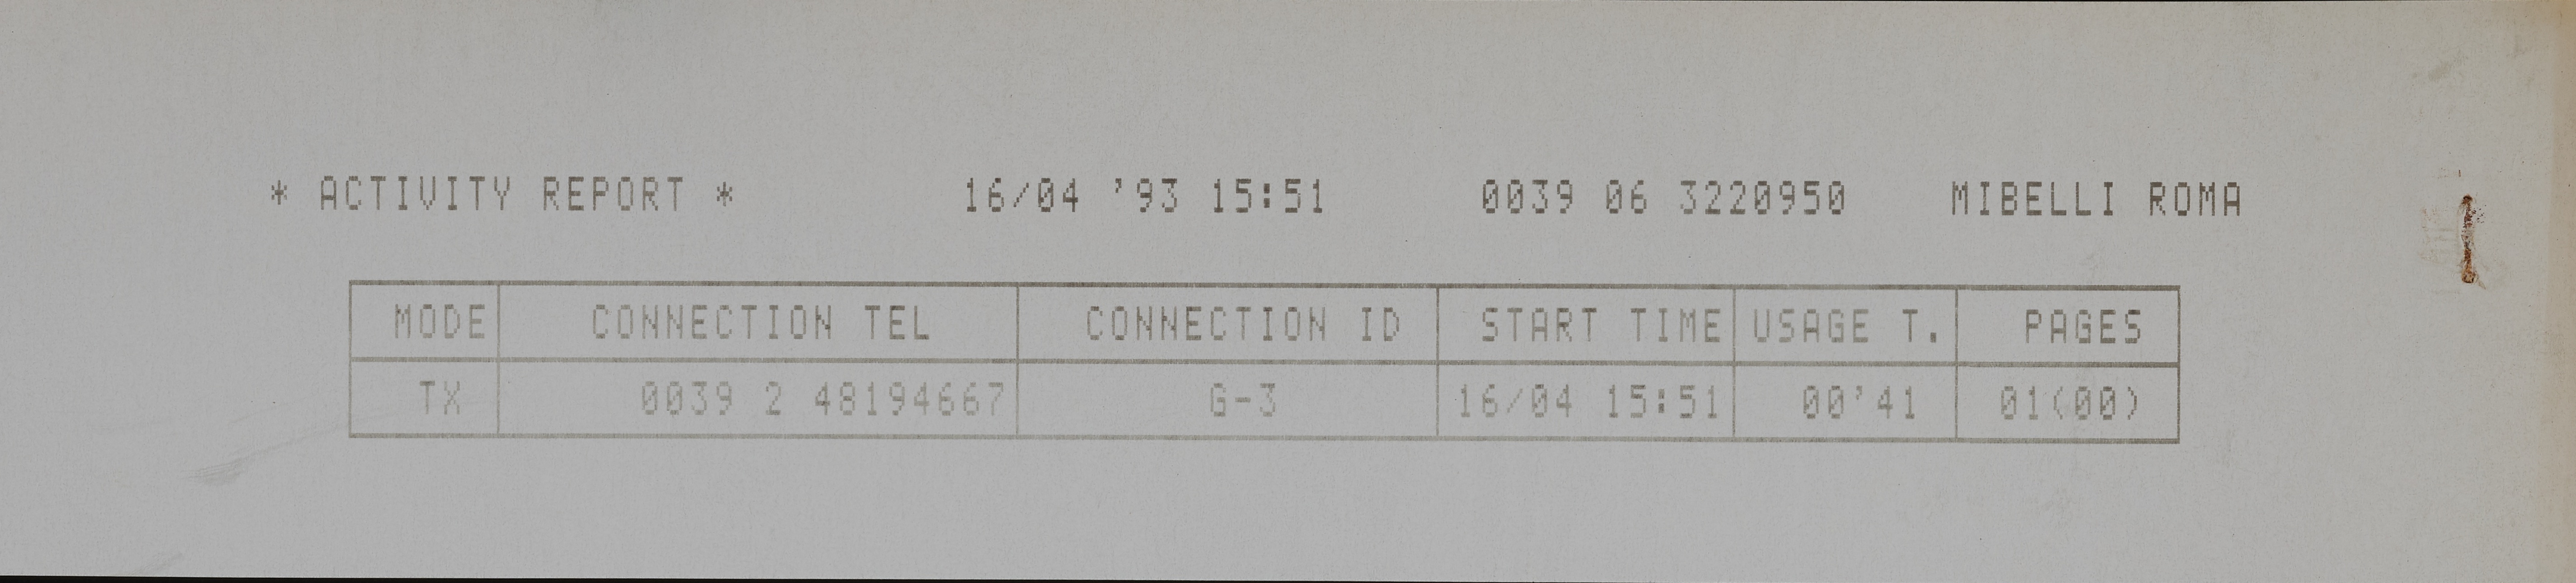 * ACTIVITY REPORT * 16/04 '93 15:51 0039 06 3220950 MIBELLI ROMA
MODE CONNECTION TEL CONNECTION ID START TIME USAGE T. PAGES
TX 0039 2 48194667 G-3 16/04 15:51 00'41 01(00)